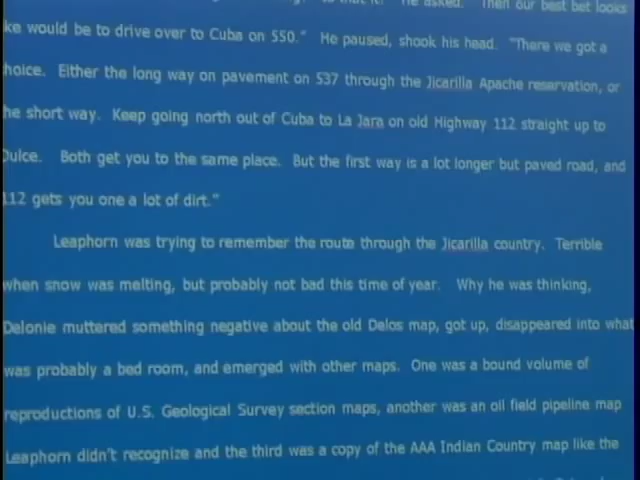 He asked. "Then our best bet looks
ke would be to drive over to Cuba on 550." He paused, shook his head. "There we got a
hoice. Either the long way on pavement on 537 through the Jicarilla Apache reservation, or
he short way. Keep going north out of Cuba to La Jara on old Highway 112 straight up to
Dulce. Both get you to the same place. But the first way is a lot longer but paved road, and
112 gets you one a lot of dirt."
Leaphorn was trying to remember the route through the Jicarilla country. Terrible
when snow was melting, but probably not bad this time of year. Why he was thinking,
Delonie muttered something negative about the old Delos map, got up, disappeared into what
was probably a bed room, and emerged with other maps. One was a bound volume of
reproductions of U.S. Geological Survey section maps, another was an oil field pipeline map
Leaphorn didn't recognize and the third was a copy of the AAA Indian Country map like the